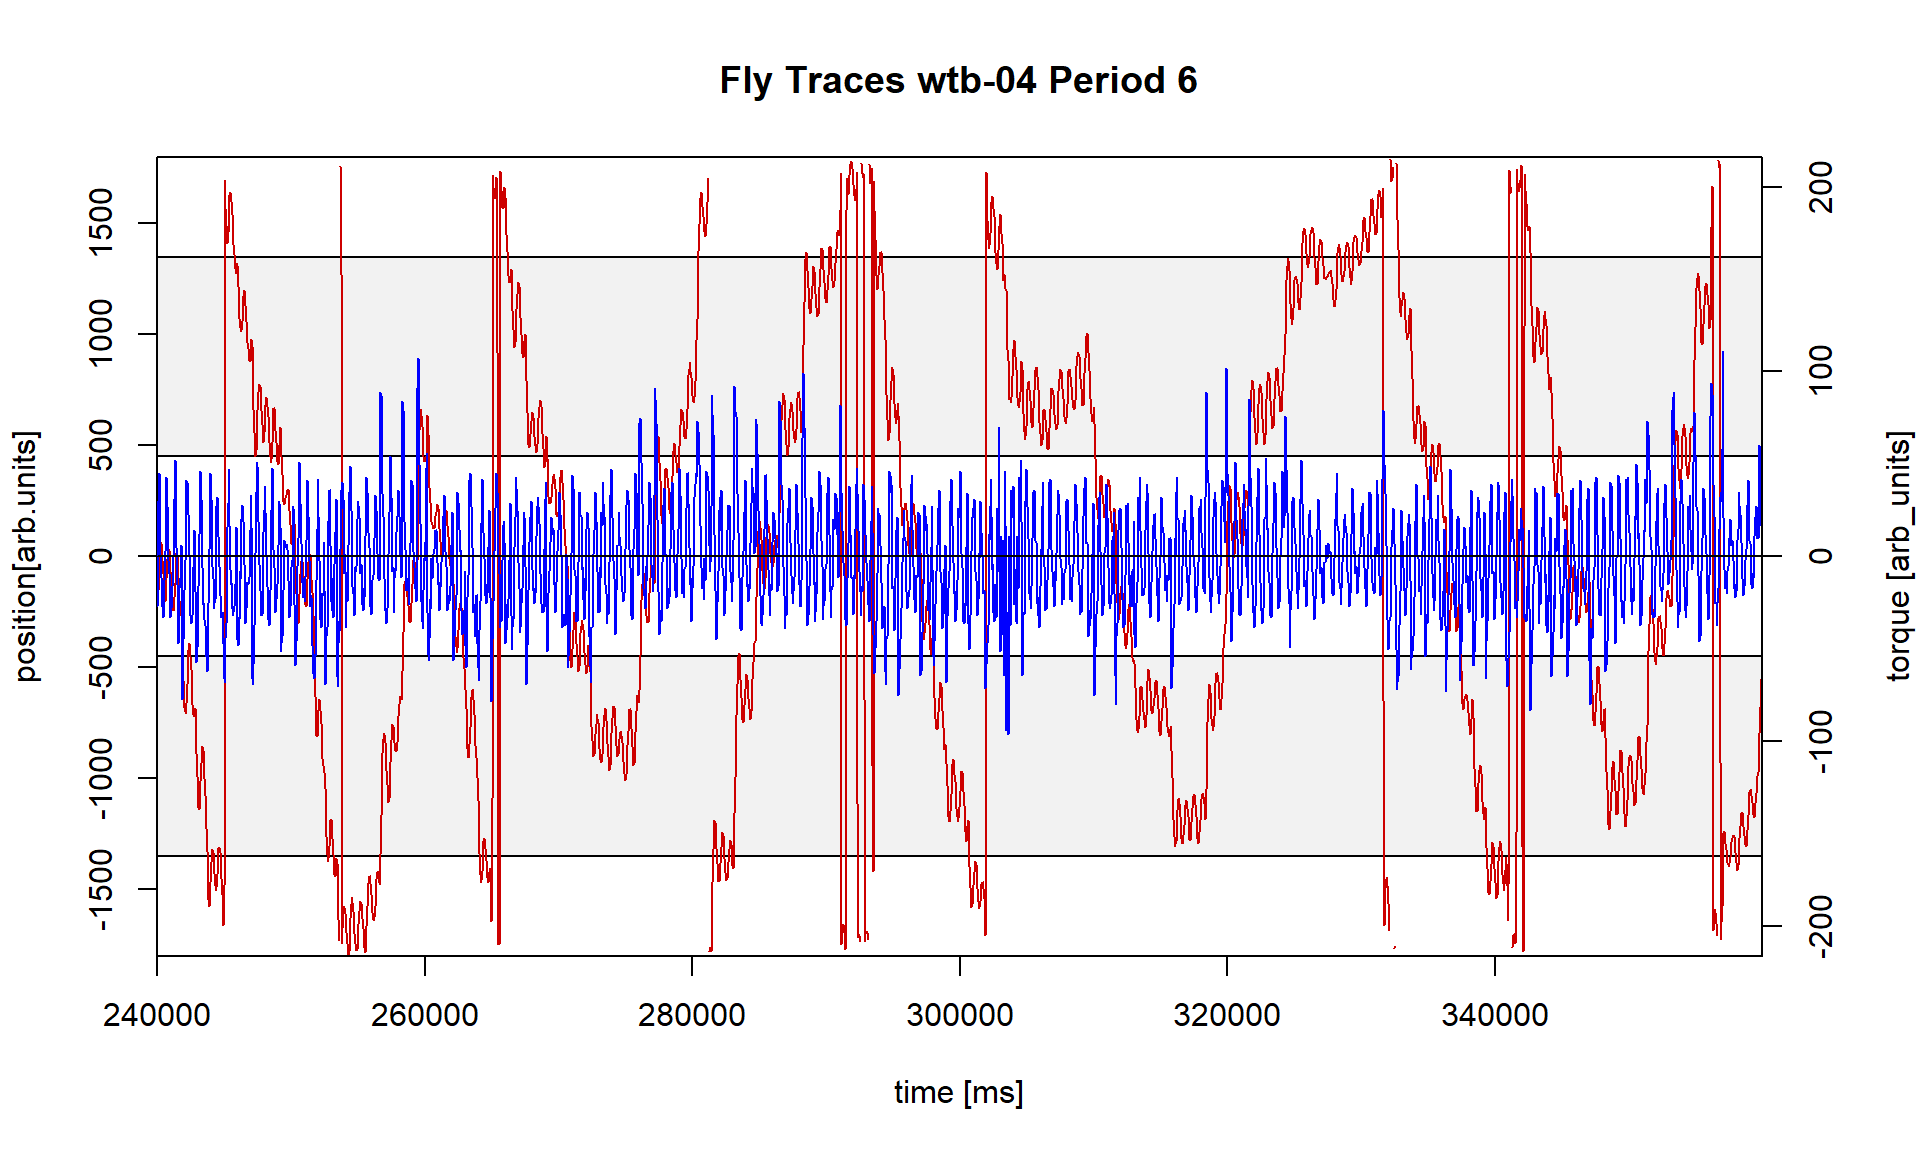 Fly Traces wtb-04 Period 6
position[arb.units]
1500
1000
500
0
-500
-1000
-1500
200
100
0
-100
-200
torque [arb_units]
240000 260000 280000 300000 320000 340000
time [ms]